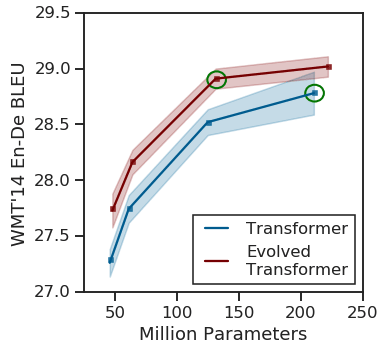 29.5
29.0
28.5
28.0
27.5
27.0
WMT'14 En-De BLEU
Transformer
Evolved
Transformer
50
100
150
200
250
Million Parameters